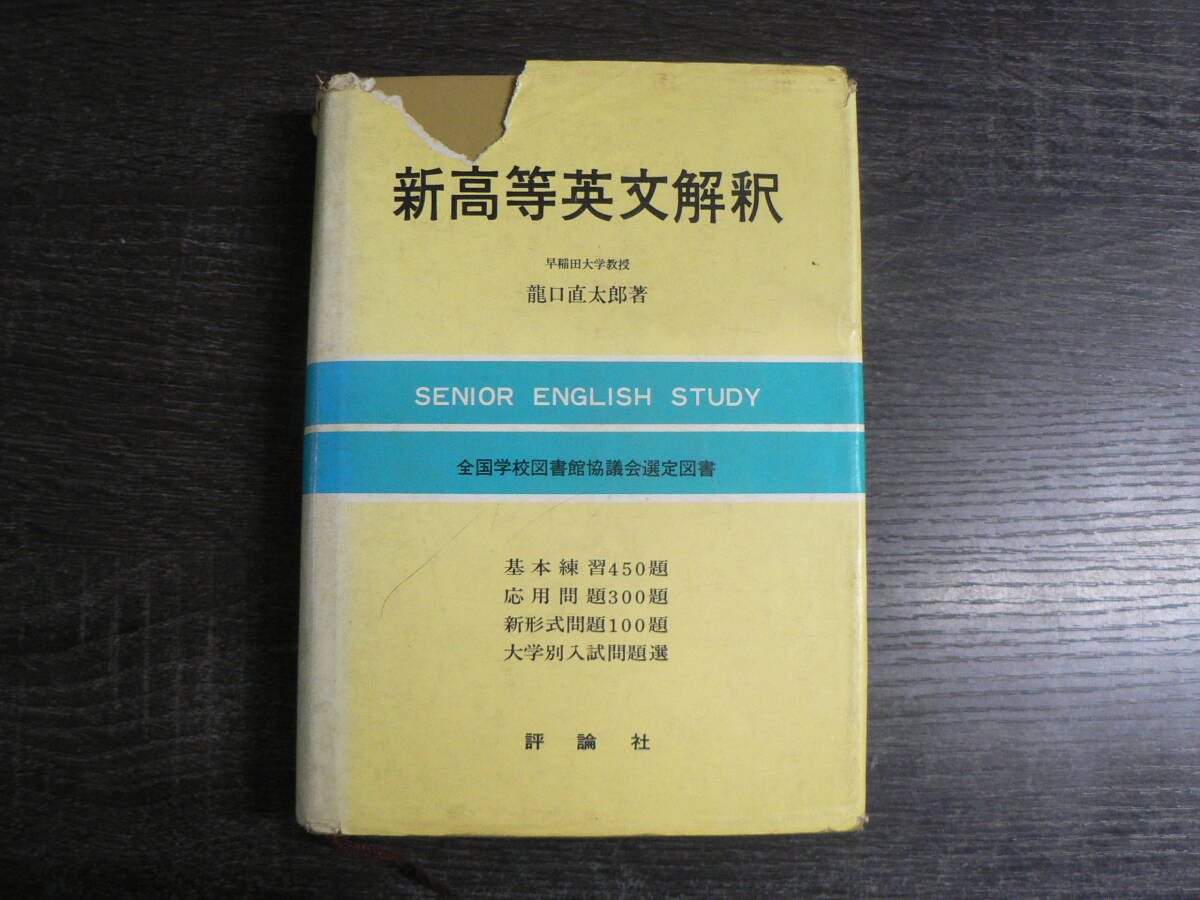 新高等英文解釈
早稲田大学教授
龍口直太郎著
SENIOR ENGLISH STUDY
全国学校図書館協議会選定図書
基本練習450題
応用問題300題
新形式問題100題
大学別入試問題選
評論社